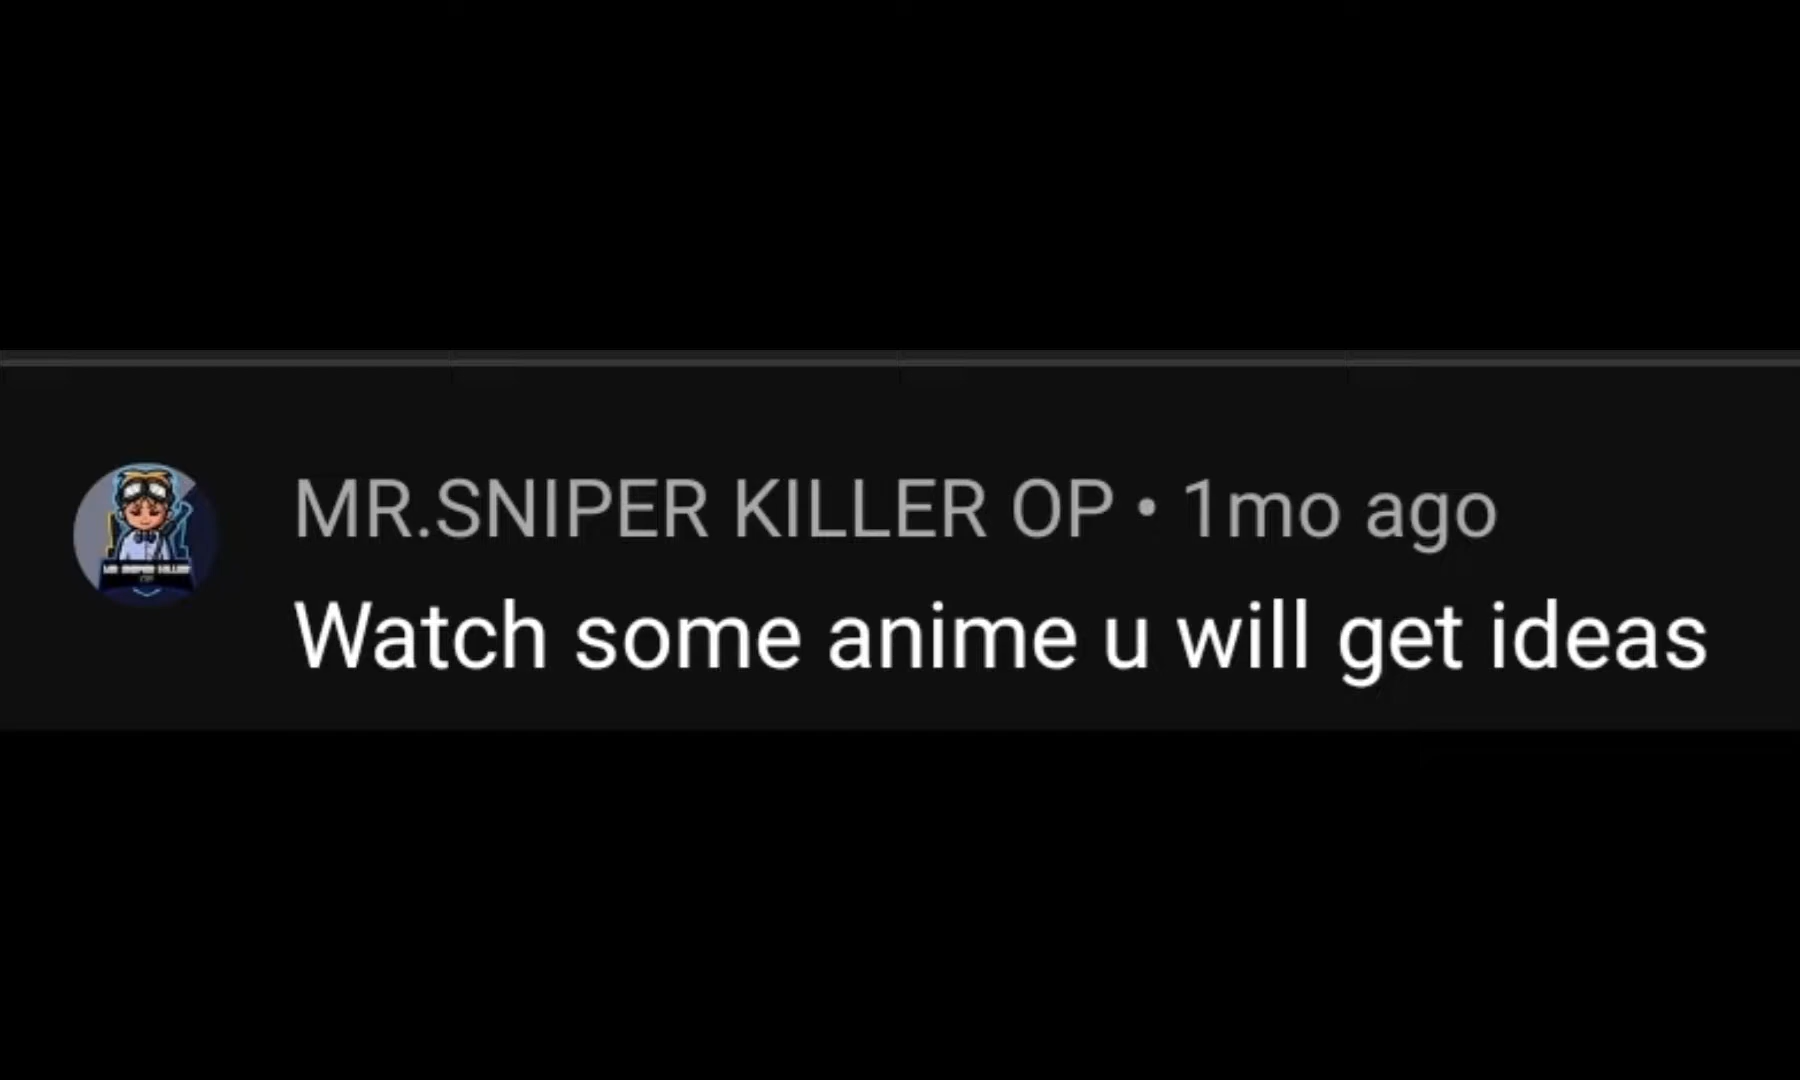 MR.SNIPER KILLER OP • 1mo ago
Watch some anime u will get ideas